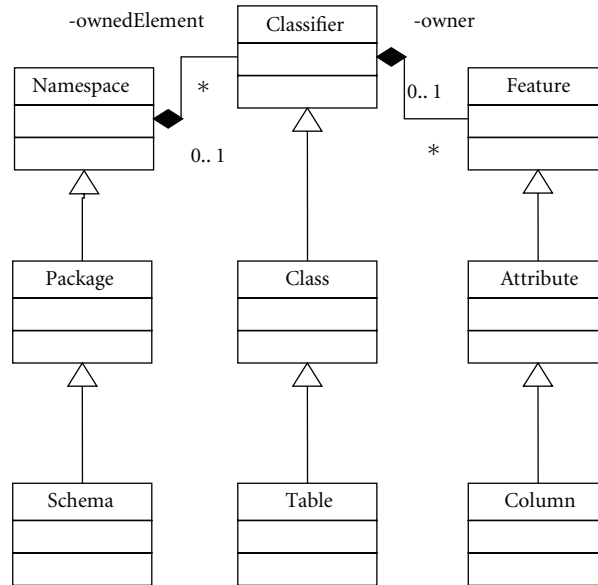 -ownedElement
Classifier
-owner
Namespace
*
0.. 1
Feature
0.. 1
*
Package
Class
Attribute
Schema
Table
Column